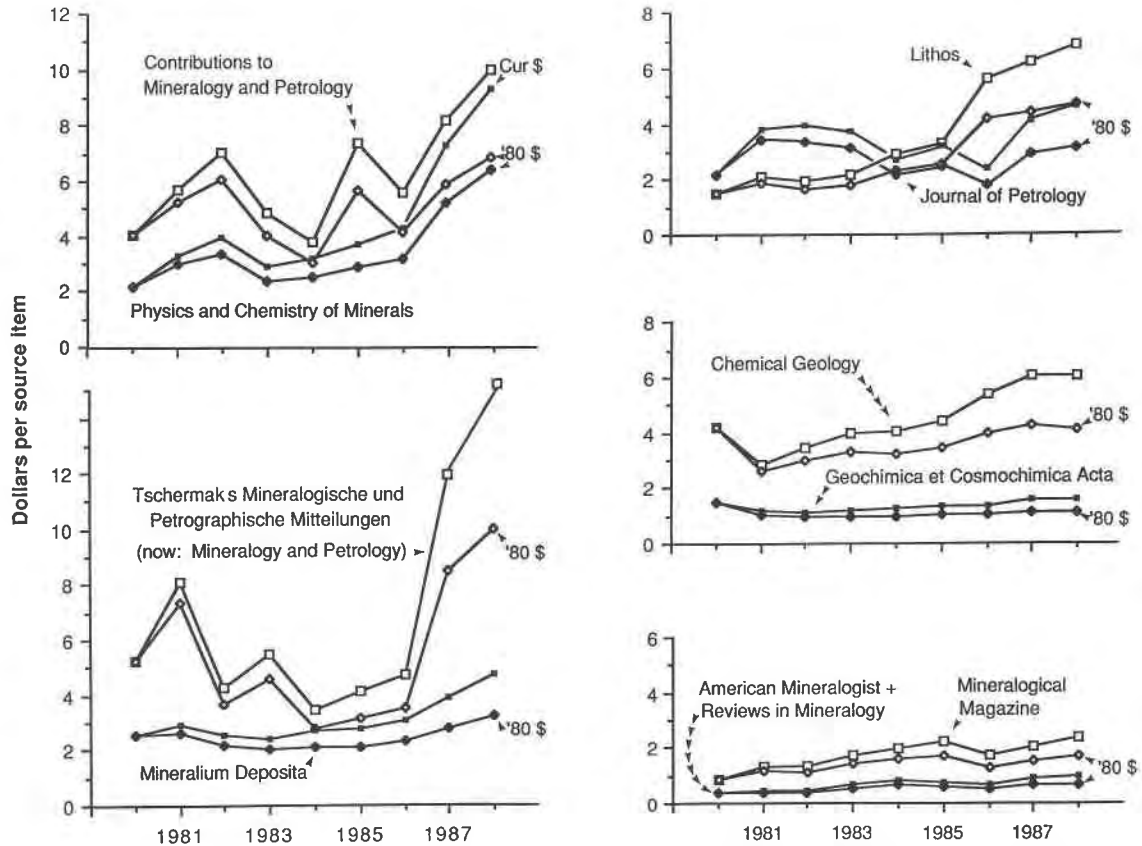 Dollars per source item
12
10
8
6
4
2
0
Contributions to
Mineralogy and Petrology
Cur $
'80 $
Physics and Chemistry of Minerals
12
10
8
6
4
2
0
Tschermak s Mineralogische und
Petrographische Mitteilungen
(now: Mineralogy and Petrology)
'80 $
'80 $
Mineralium Deposita
1981 1983 1985 1987
8
6
4
2
0
Lithos
'80 $
Journal of Petrology
8
6
4
2
0
Chemical Geology
'80 $
Geochimica et Cosmochimica Acta
'80 $
6
4
2
0
American Mineralogist +
Reviews in Mineralogy
Mineralogical
Magazine
'80 $
1981 1983 1985 1987